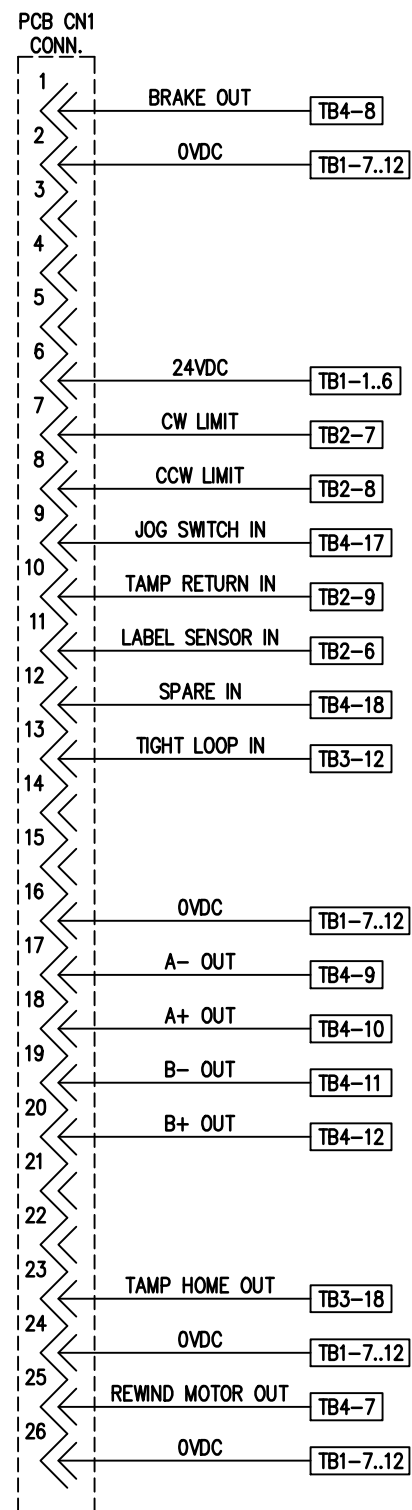 PCB CN1
CONN.
1
BRAKE OUT TB4-8
2
0VDC TB1-7..12
3
4
5
6
24VDC TB1-1..6
7
CW LIMIT TB2-7
8
CCW LIMIT TB2-8
9
JOG SWITCH IN TB4-17
10
TAMP RETURN IN TB2-9
11
LABEL SENSOR IN TB2-6
12
SPARE IN TB4-18
13
TIGHT LOOP IN TB3-12
14
15
16
0VDC TB1-7..12
17
A- OUT TB4-9
18
A+ OUT TB4-10
19
B- OUT TB4-11
20
B+ OUT TB4-12
21
22
23
TAMP HOME OUT TB3-18
24
0VDC TB1-7..12
25
REWIND MOTOR OUT TB4-7
26
0VDC TB1-7..12